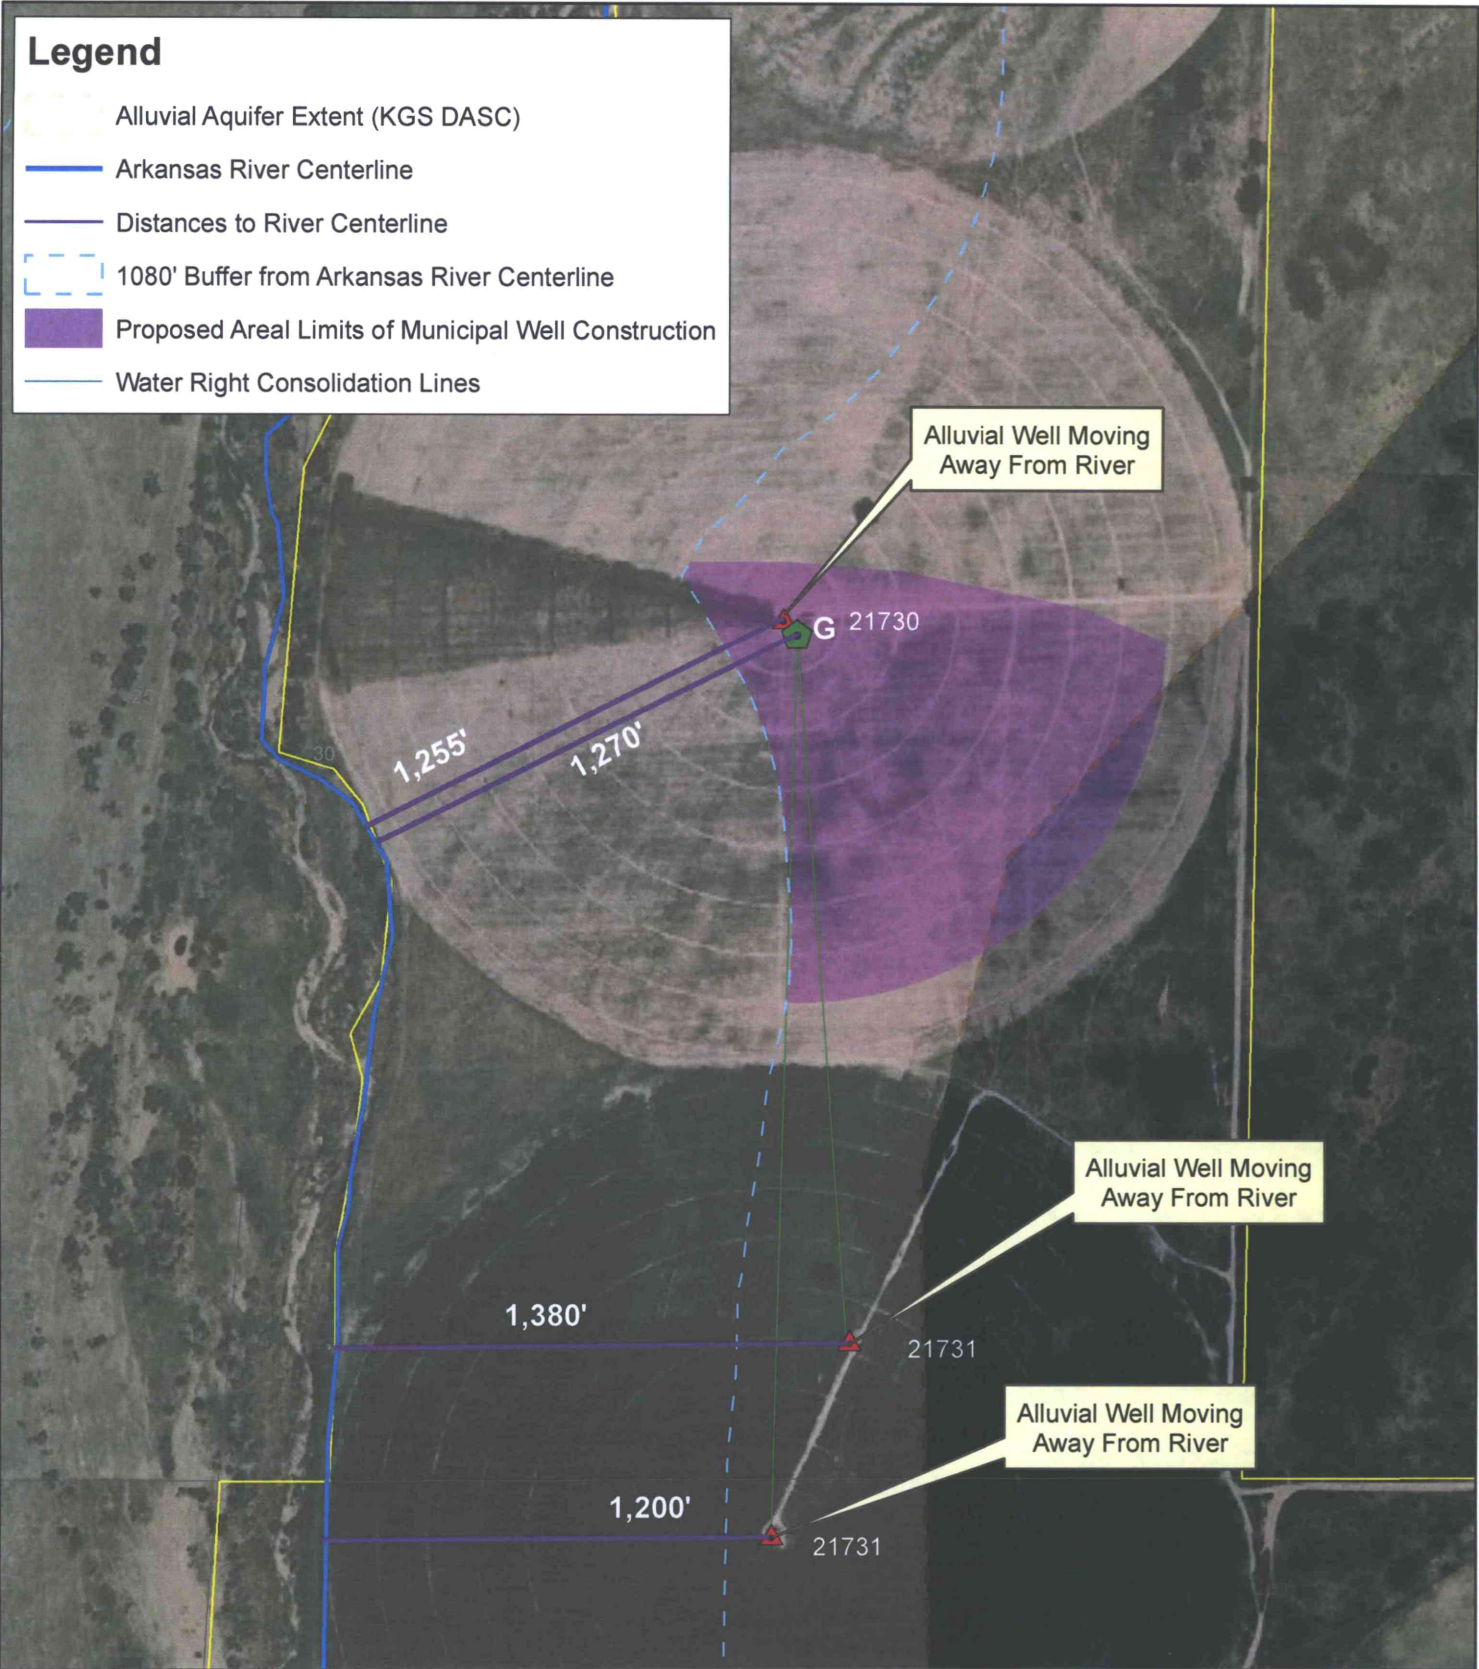 Legend
Alluvial Aquifer Extent (KGS DASC)
Arkansas River Centerline
Distances to River Centerline
1080' Buffer from Arkansas River Centerline
Proposed Areal Limits of Municipal Well Construction
Water Right Consolidation Lines
Alluvial Well Moving
Away From River
G 21730
1,255'
1,270'
30
Alluvial Well Moving
Away From River
1,380'
21731
Alluvial Well Moving
Away From River
1,200'
21731